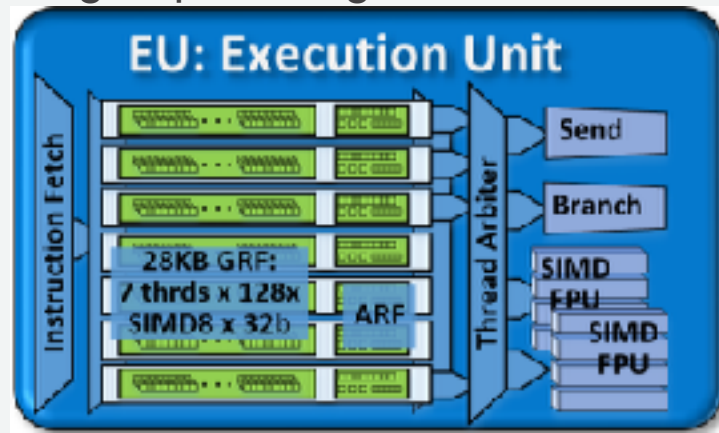 EU: Execution Unit
Instruction Fetch
28KB GRF:
7 thrds x 128x
SIMD8 x 32b
ARF
Thread Arbiter
Send
Branch
SIMD
FPU
SIMD
FPU